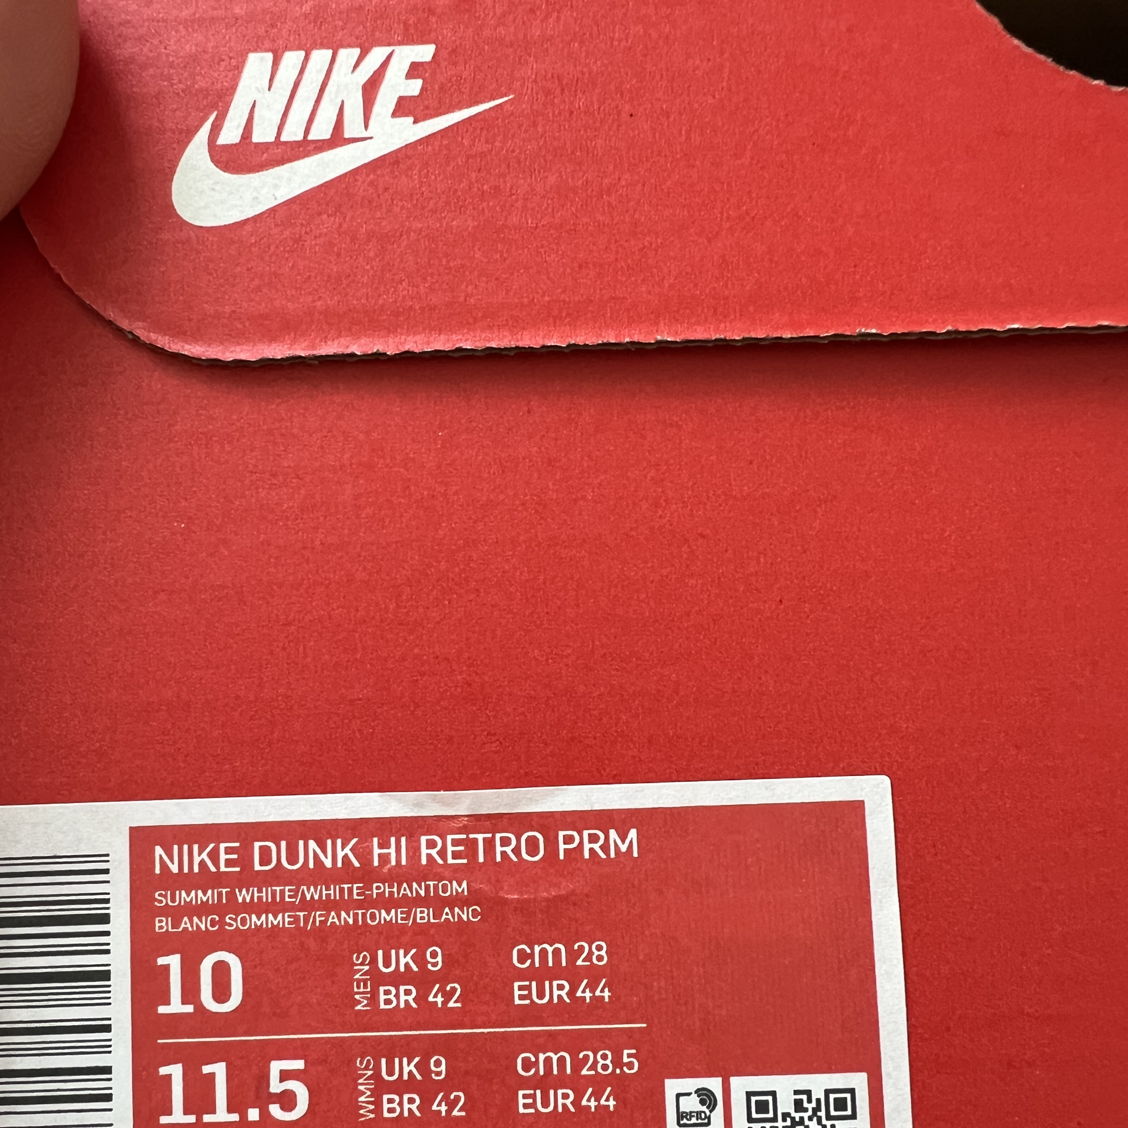 NIKE
NIKE DUNK HI RETRO PRM
SUMMIT WHITE/WHITE-PHANTOM
BLANC SOMMET/FANTOME/BLANC
10 MENS UK 9 cm 28
BR 42 EUR 44
11.5 WMNS UK 9 cm 28.5
BR 42 EUR 44
RFID